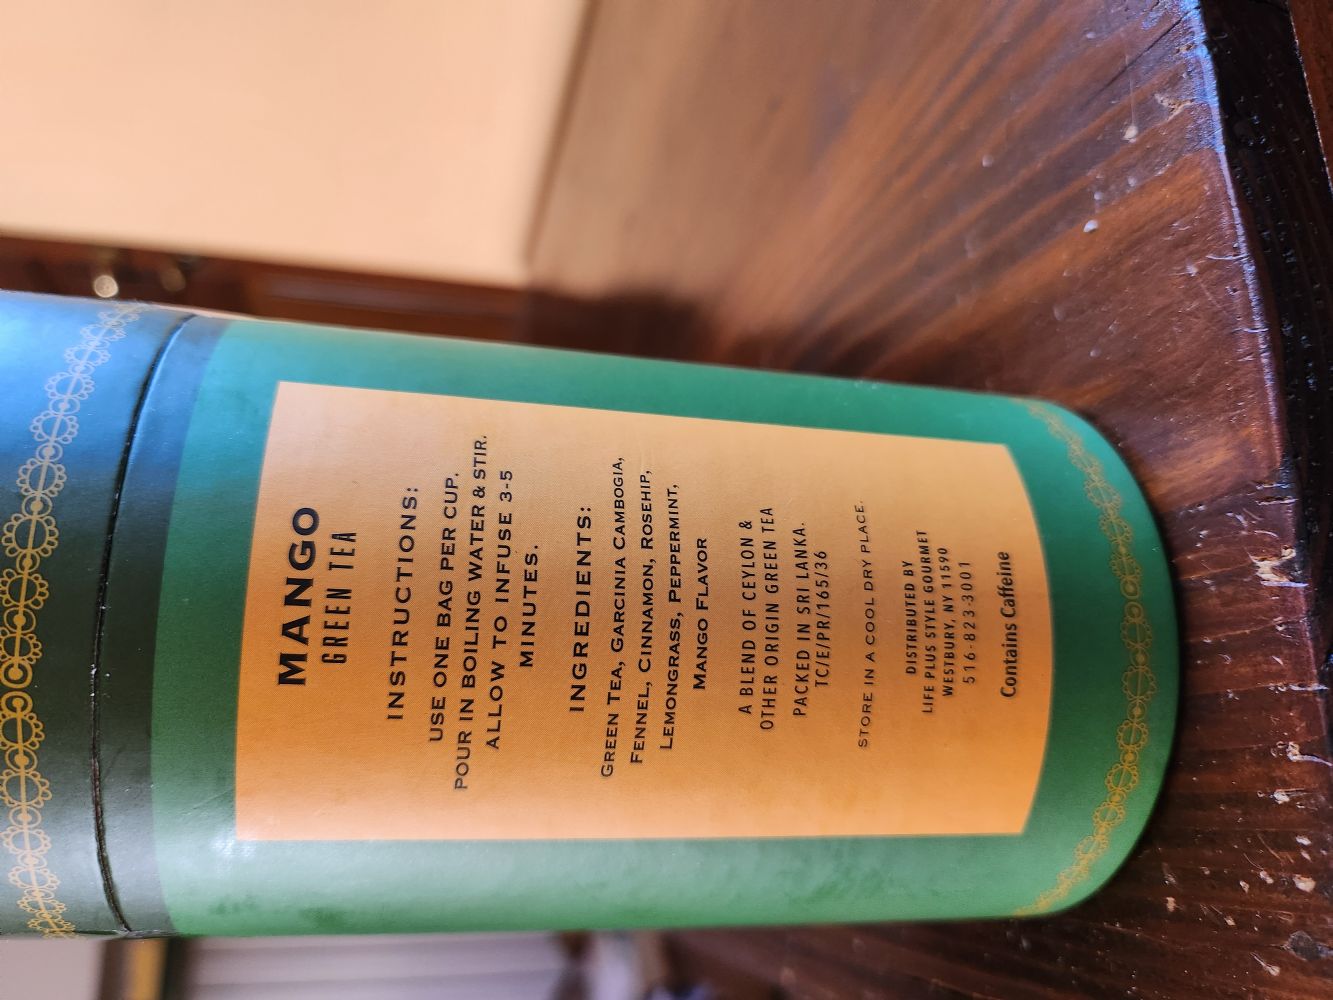 MANGO
GREEN TEA
INSTRUCTIONS:
USE ONE BAG PER CUP.
POUR IN BOILING WATER & STIR.
ALLOW TO INFUSE 3-5
MINUTES.
INGREDIENTS:
GREEN TEA, GARCINIA CAMBOGIA,
FENNEL, CINNAMON, ROSEHIP,
LEMONGRASS, PEPPERMINT,
MANGO FLAVOR
A BLEND OF CEYLON &
OTHER ORIGIN GREEN TEA
PACKED IN SRI LANKA.
TC/E/PR/165/36
STORE IN A COOL DRY PLACE.
DISTRIBUTED BY
LIFE PLUS STYLE GOURMET
WESTBURY, NY 11590
516-823-3001
Contains Caffeine